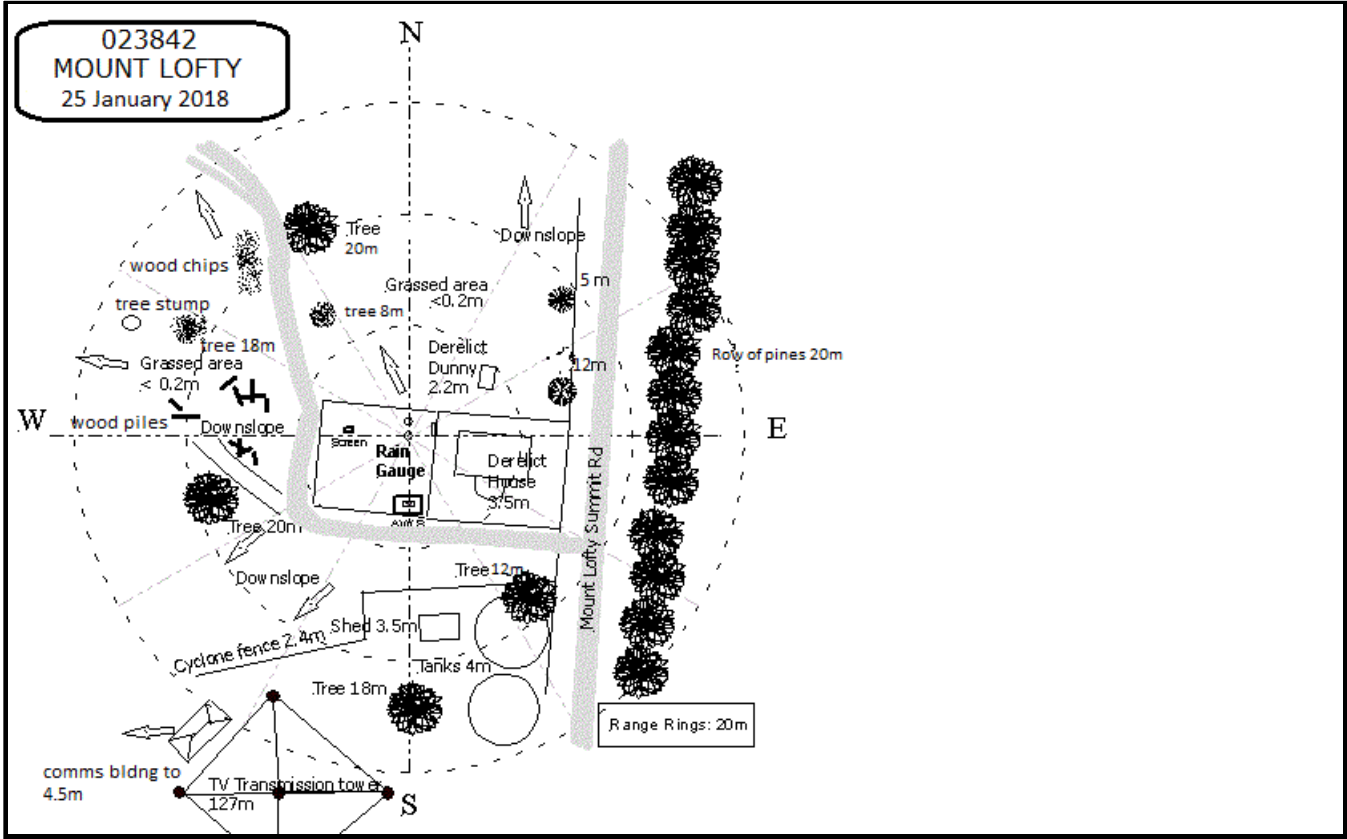 023842
MOUNT LOFTY
25 January 2018
N
Tree
20m
Downslope
wood chips
5 m
Grassed area
<0.2m
tree stump
tree 8m
tree 18m
Derelict
Dunny
2.2m
Row of pines 20m
12m
Grassed area
< 0.2m
wood piles
Downslope
W
E
Screen
Rain
Gauge
Derelict
House
3.5m
AWS
Mount Lofty Summit Rd
Tree 20m
Downslope
Tree 12m
Shed 3.5m
Cyclone fence 2.4m
Tanks 4m
Tree 18m
Range Rings: 20m
comms bldng to
4.5m
TV Transmission tower
127m
S